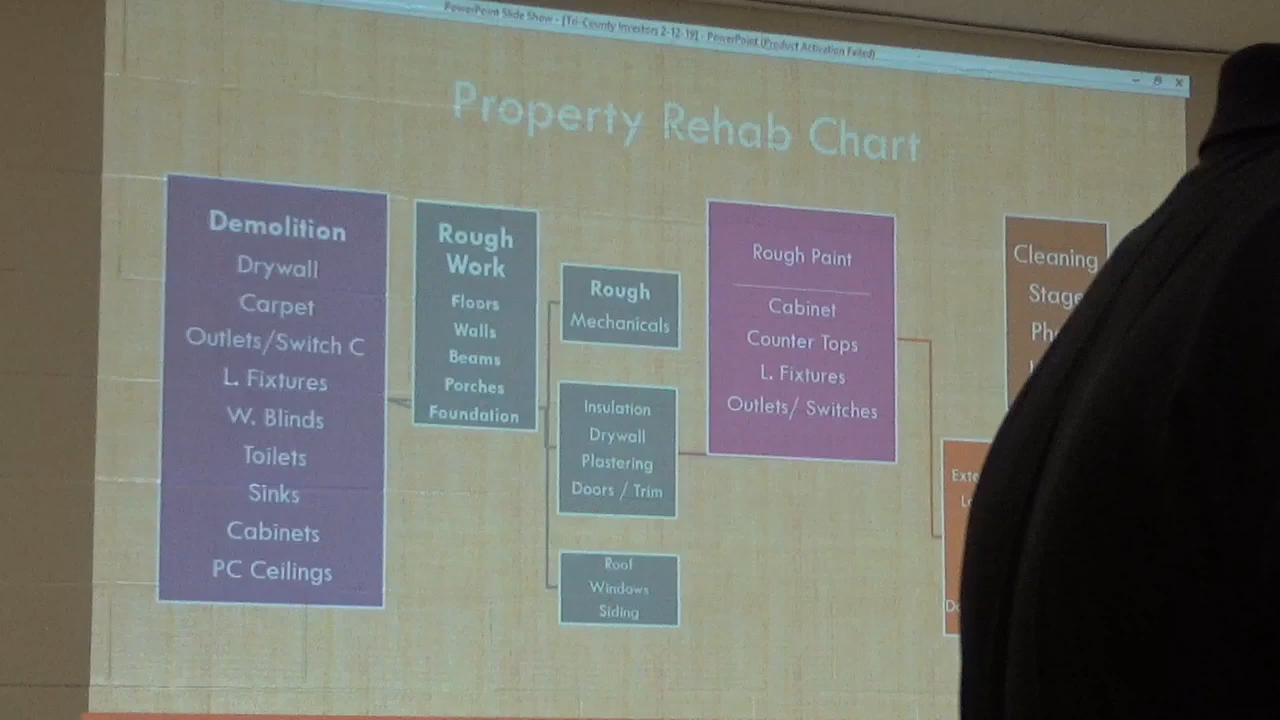 PowerPoint Slide Show - [Tri-County Investors 2-12-19] - PowerPoint (Product Activation Failed)
Property Rehab Chart
Demolition
Drywall
Carpet
Outlets/Switch C
L. Fixtures
W. Blinds
Toilets
Sinks
Cabinets
PC Ceilings
Rough
Work
Floors
Walls
Beams
Porches
Foundation
Rough
Mechanicals
Insulation
Drywall
Plastering
Doors / Trim
Roof
Windows
Siding
Rough Paint
Cabinet
Counter Tops
L. Fixtures
Outlets/ Switches
Cleaning
Stage